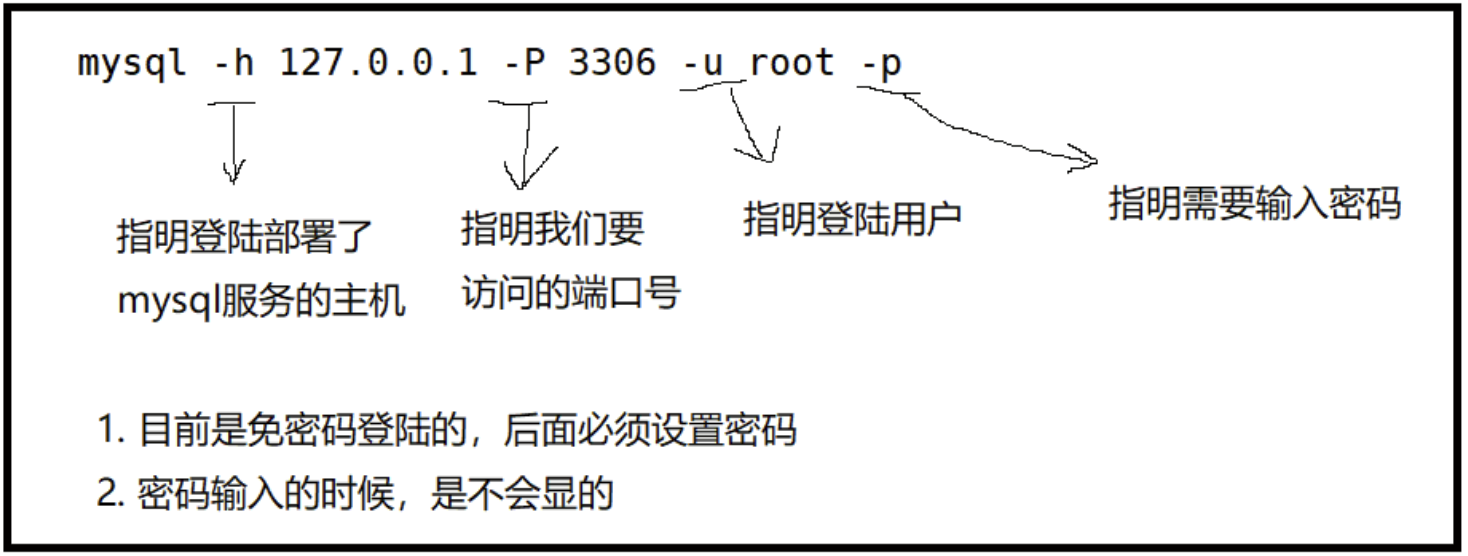 mysql -h 127.0.0.1 -P 3306 -u root -p
指明登陆部署了
mysql服务的主机
指明我们要
访问的端口号
指明登陆用户
指明需要输入密码
1. 目前是免密码登陆的，后面必须设置密码
2. 密码输入的时候，是不会显的